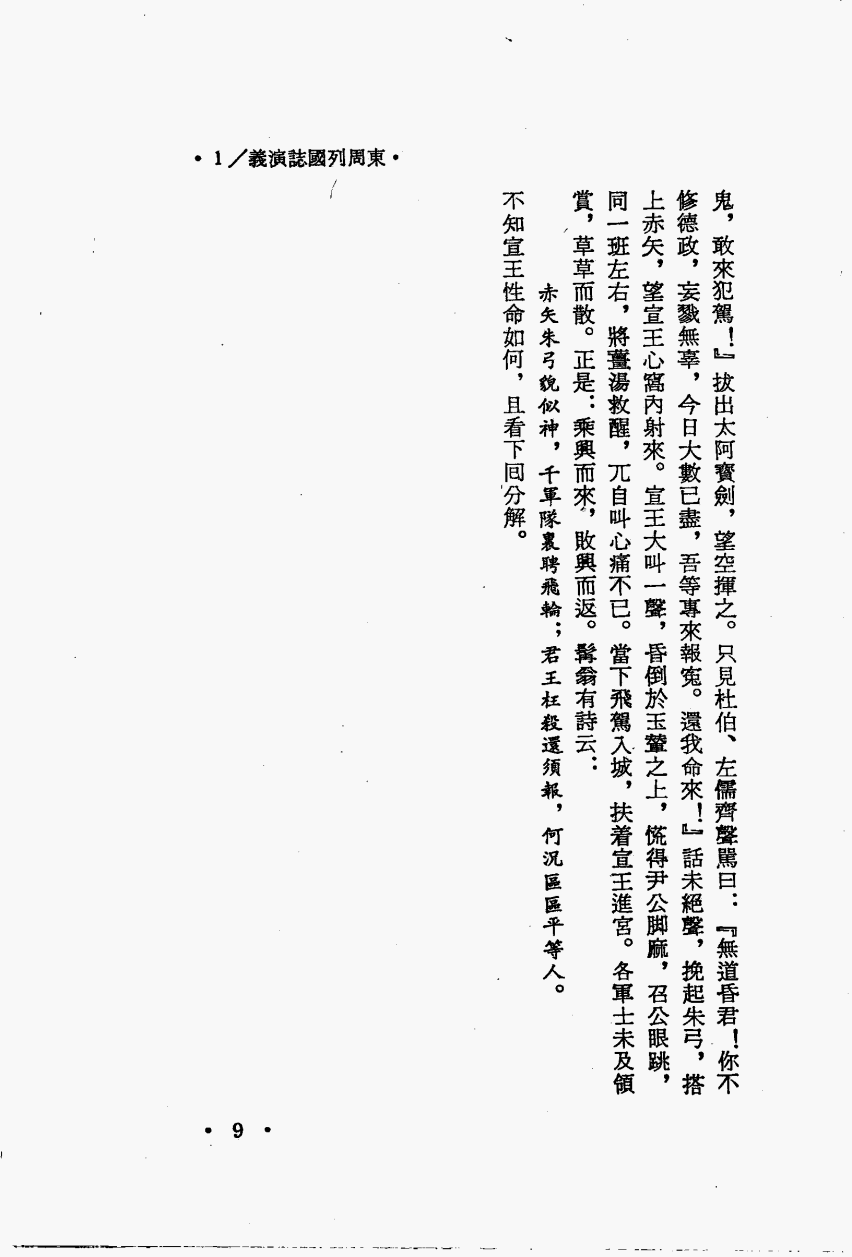 •東周列國誌演義／1•
鬼，敢來犯駕！』拔出太阿寶劍，望空揮之。只見杜伯、左儒齊聲駡曰：『無道昏君！你不
修德政，妄戮無辜，今日大數已盡，吾等專來報寃。還我命來！』話未絕聲，挽起朱弓，搭
上赤矢，望宣王心窩內射來。宣王大叫一聲，昏倒於玉輦之上，慌得尹公脚麻，召公眼跳，
同一班左右，將薑湯救醒，兀自叫心痛不已。當下飛駕入城，扶着宣王進宮。各軍士未及領
賞，草草而散。正是：乘興而來，敗興而返。髯翁有詩云：
赤矢朱弓貌似神，千軍隊裏騁飛輪；君王枉殺還須報，何況區區平等人。
不知宣王性命如何，且看下囘分解。
•9•